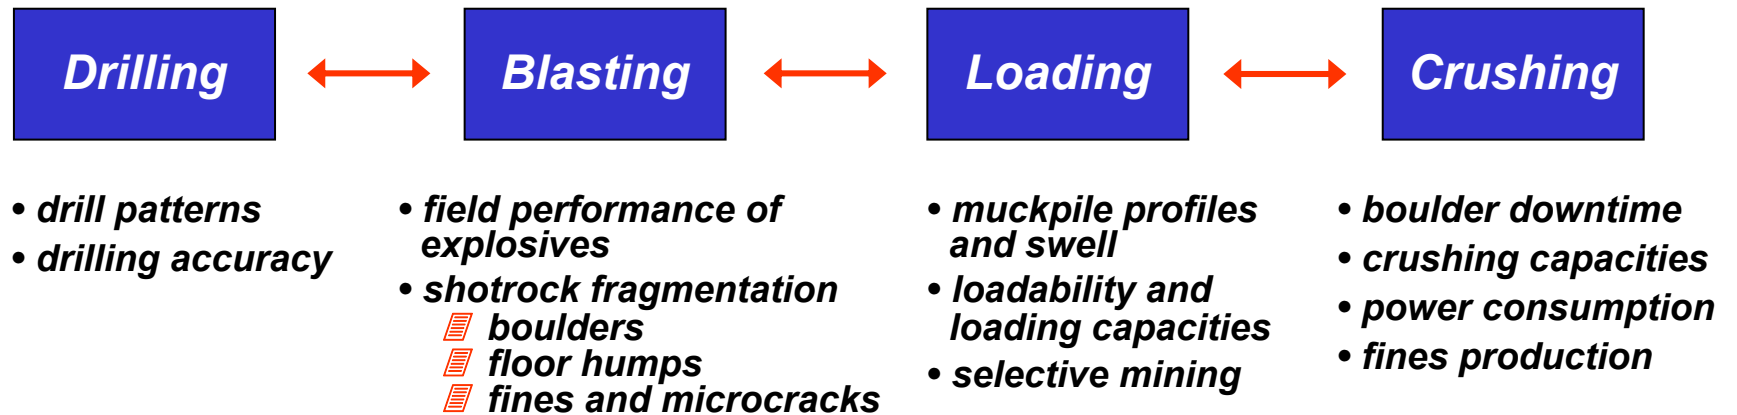 Drilling
Blasting
Loading
Crushing
• drill patterns
• drilling accuracy
• field performance of
explosives
• shotrock fragmentation
boulders
floor humps
fines and microcracks
• muckpile profiles
and swell
• loadability and
loading capacities
• selective mining
• boulder downtime
• crushing capacities
• power consumption
• fines production